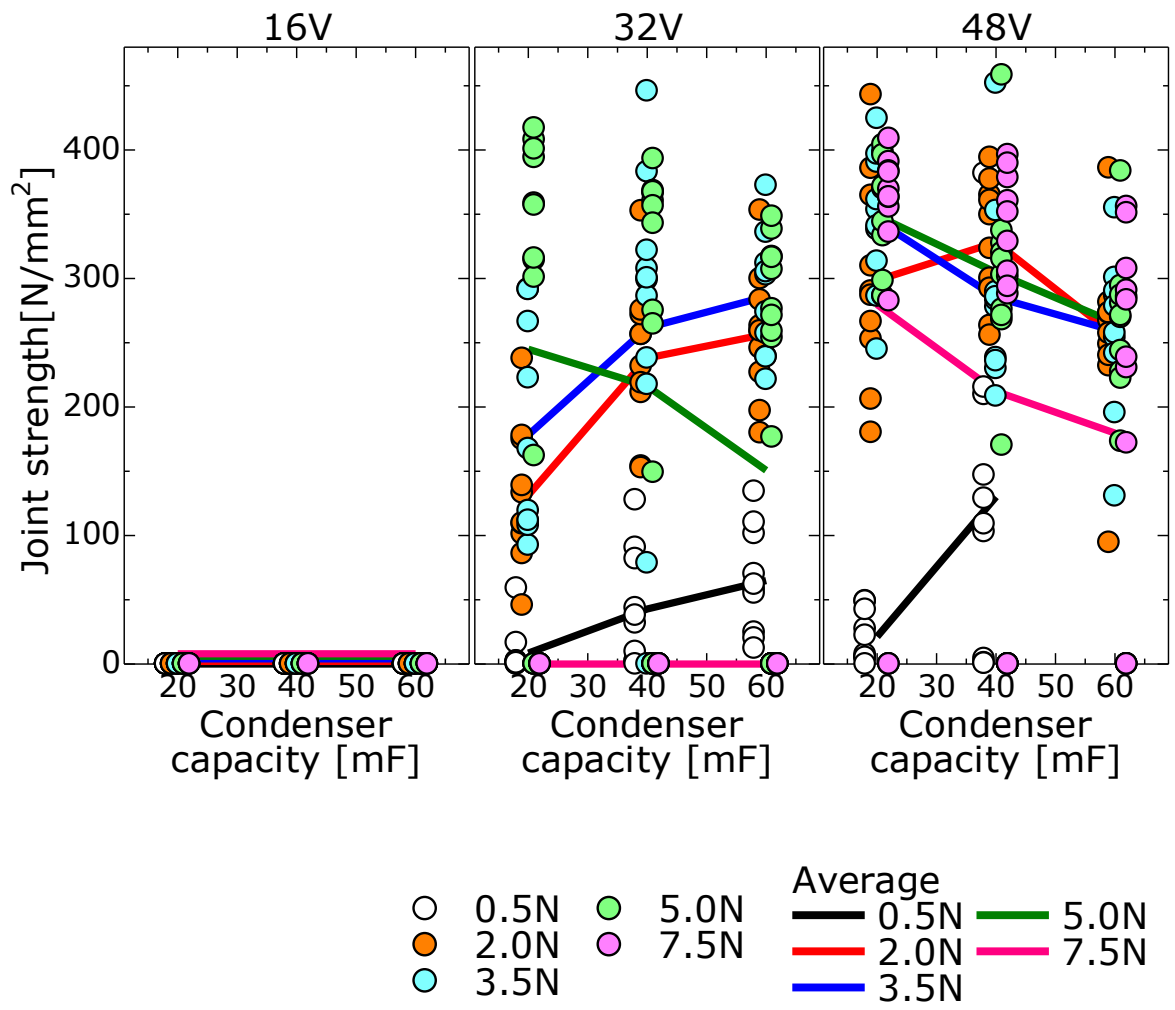 16V 32V 48V
Joint strength[N/mm²]
400
300
200
100
0
20 30 40 50 60 20 30 40 50 60 20 30 40 50 60
Condenser capacity [mF]
Condenser capacity [mF]
Condenser capacity [mF]
0.5N
2.0N
3.5N
5.0N
7.5N
Average
0.5N
2.0N
3.5N
5.0N
7.5N